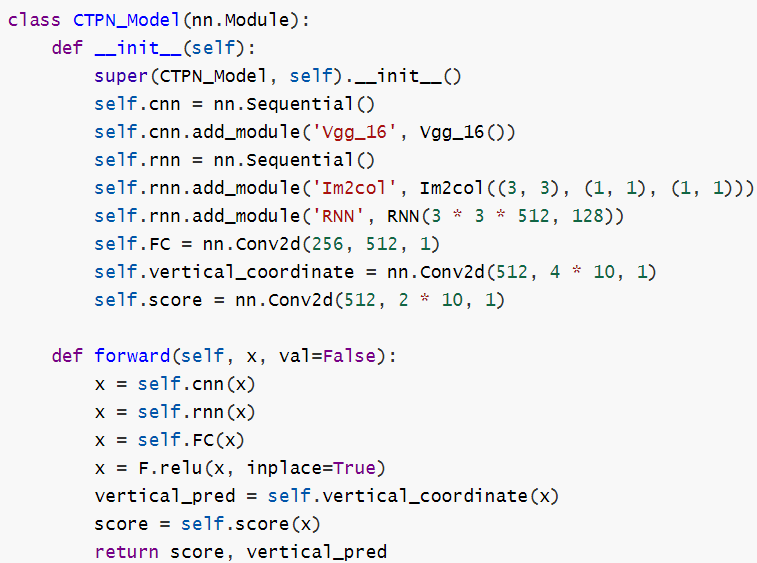 class CTPN_Model(nn.Module):
    def __init__(self):
        super(CTPN_Model, self).__init__()
        self.cnn = nn.Sequential()
        self.cnn.add_module('Vgg_16', Vgg_16())
        self.rnn = nn.Sequential()
        self.rnn.add_module('Im2col', Im2col((3, 3), (1, 1), (1, 1)))
        self.rnn.add_module('RNN', RNN(3 * 3 * 512, 128))
        self.FC = nn.Conv2d(256, 512, 1)
        self.vertical_coordinate = nn.Conv2d(512, 4 * 10, 1)
        self.score = nn.Conv2d(512, 2 * 10, 1)

    def forward(self, x, val=False):
        x = self.cnn(x)
        x = self.rnn(x)
        x = self.FC(x)
        x = F.relu(x, inplace=True)
        vertical_pred = self.vertical_coordinate(x)
        score = self.score(x)
        return score, vertical_pred